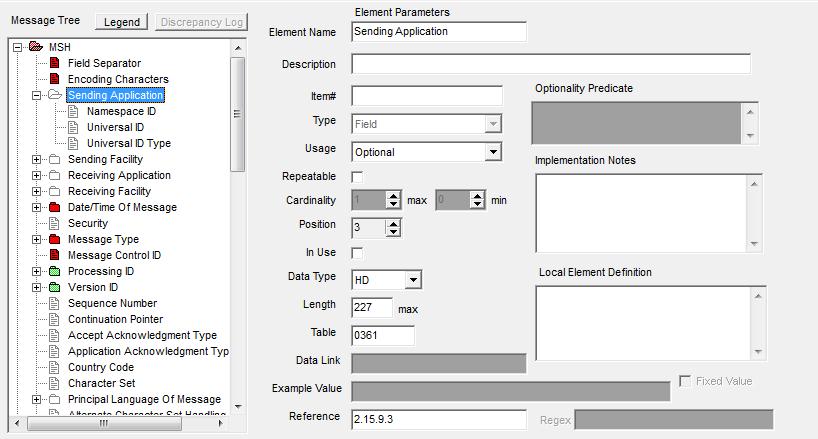 Message Tree
Legend
Discrepancy Log
MSH
Field Separator
Encoding Characters
Sending Application
Namespace ID
Universal ID
Universal ID Type
Sending Facility
Receiving Application
Receiving Facility
Date/Time Of Message
Security
Message Type
Message Control ID
Processing ID
Version ID
Sequence Number
Continuation Pointer
Accept Acknowledgment Type
Application Acknowledgment Typ
Country Code
Character Set
Principal Language Of Message
Alternate Character Set Handling
Element Parameters
Element Name Sending Application
Description
Item#
Type Field
Usage Optional
Repeatable
Cardinality 1 max 0 min
Position 3
In Use
Data Type HD
Length 227 max
Table 0361
Data Link
Example Value
Fixed Value
Reference 2.15.9.3
Regex
Optionality Predicate
Implementation Notes
Local Element Definition